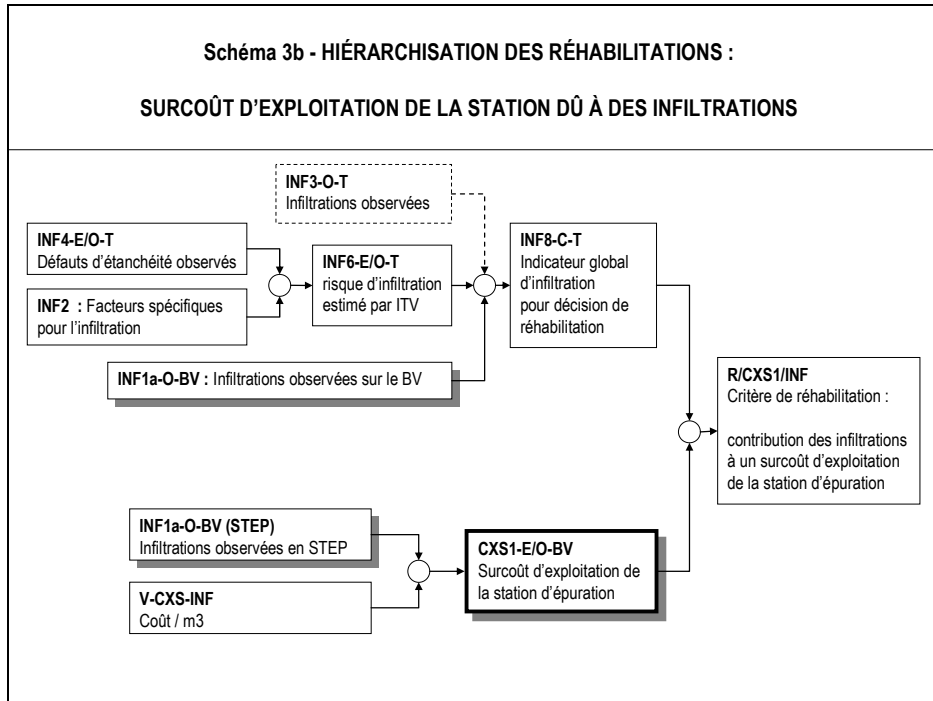 Schéma 3b - HIÉRARCHISATION DES RÉHABILITATIONS :
SURCOÛT D'EXPLOITATION DE LA STATION DÛ À DES INFILTRATIONS
INF3-O-T
Infiltrations observées
INF4-E/O-T
Défauts d'étanchéité observés
INF2 : Facteurs spécifiques
pour l'infiltration
INF6-E/O-T
risque d'infiltration
estimé par ITV
INF8-C-T
Indicateur global
d'infiltration
pour décision de
réhabilitation
INF1a-O-BV : Infiltrations observées sur le BV
R/CXS1/INF
Critère de réhabilitation :
contribution des infiltrations
à un surcoût d'exploitation
de la station d'épuration
INF1a-O-BV (STEP)
Infiltrations observées en STEP
V-CXS-INF
Coût / m3
CXS1-E/O-BV
Surcoût d'exploitation de
la station d'épuration